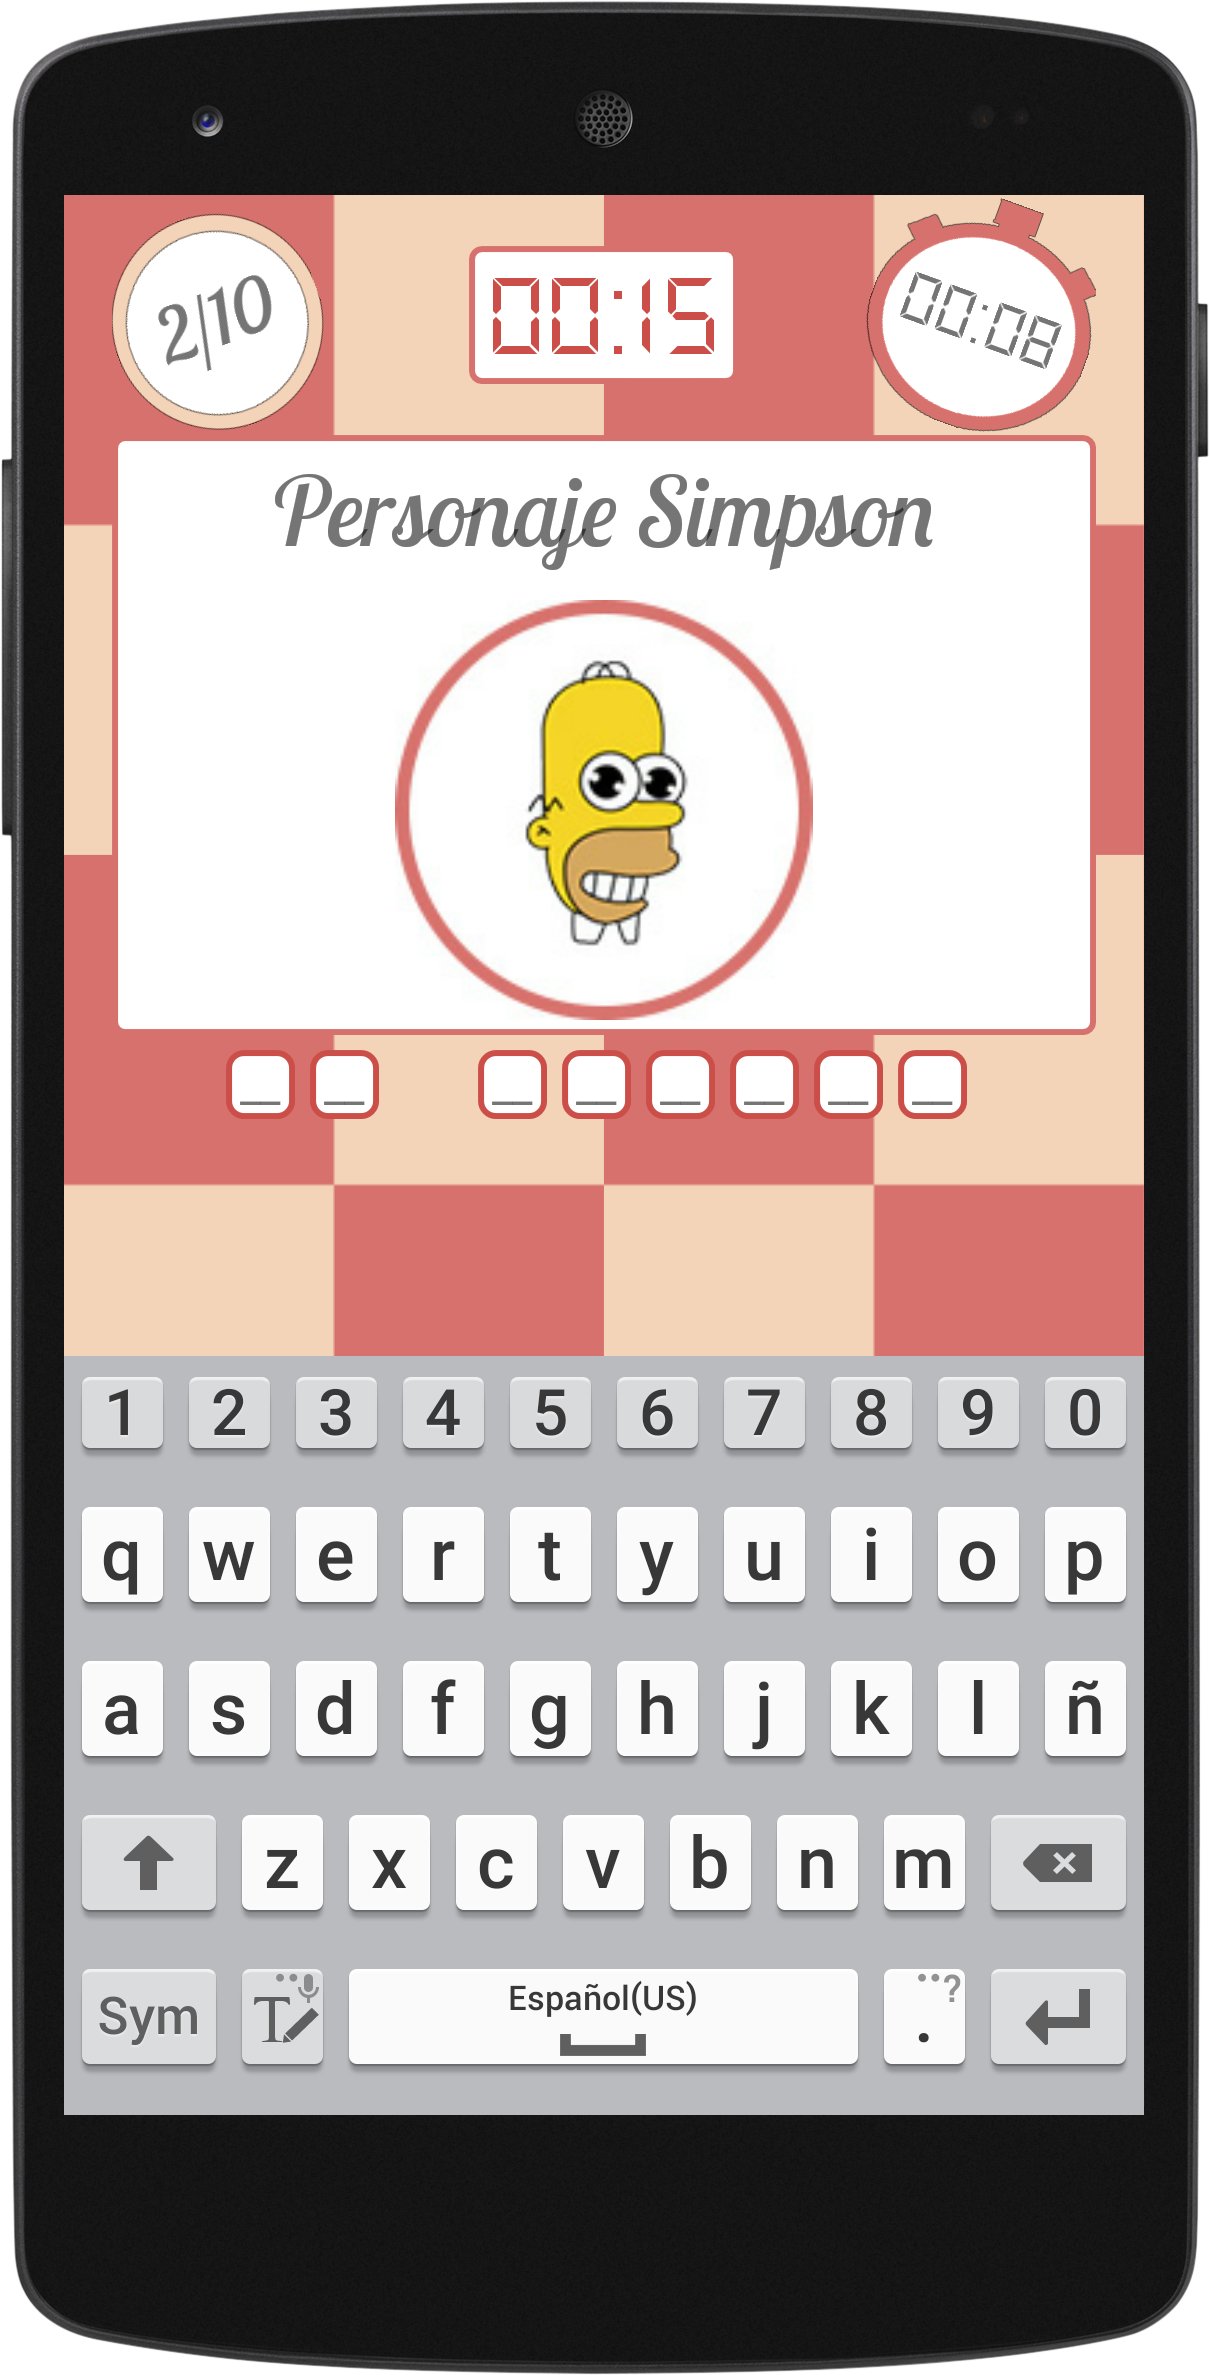 2/10
00:15
00:08
Personaje Simpson
_ _ _ _ _ _ _ _
1 2 3 4 5 6 7 8 9 0
q w e r t y u i o p
a s d f g h j k l ñ
z x c v b n m
Sym T Español(US) . ?